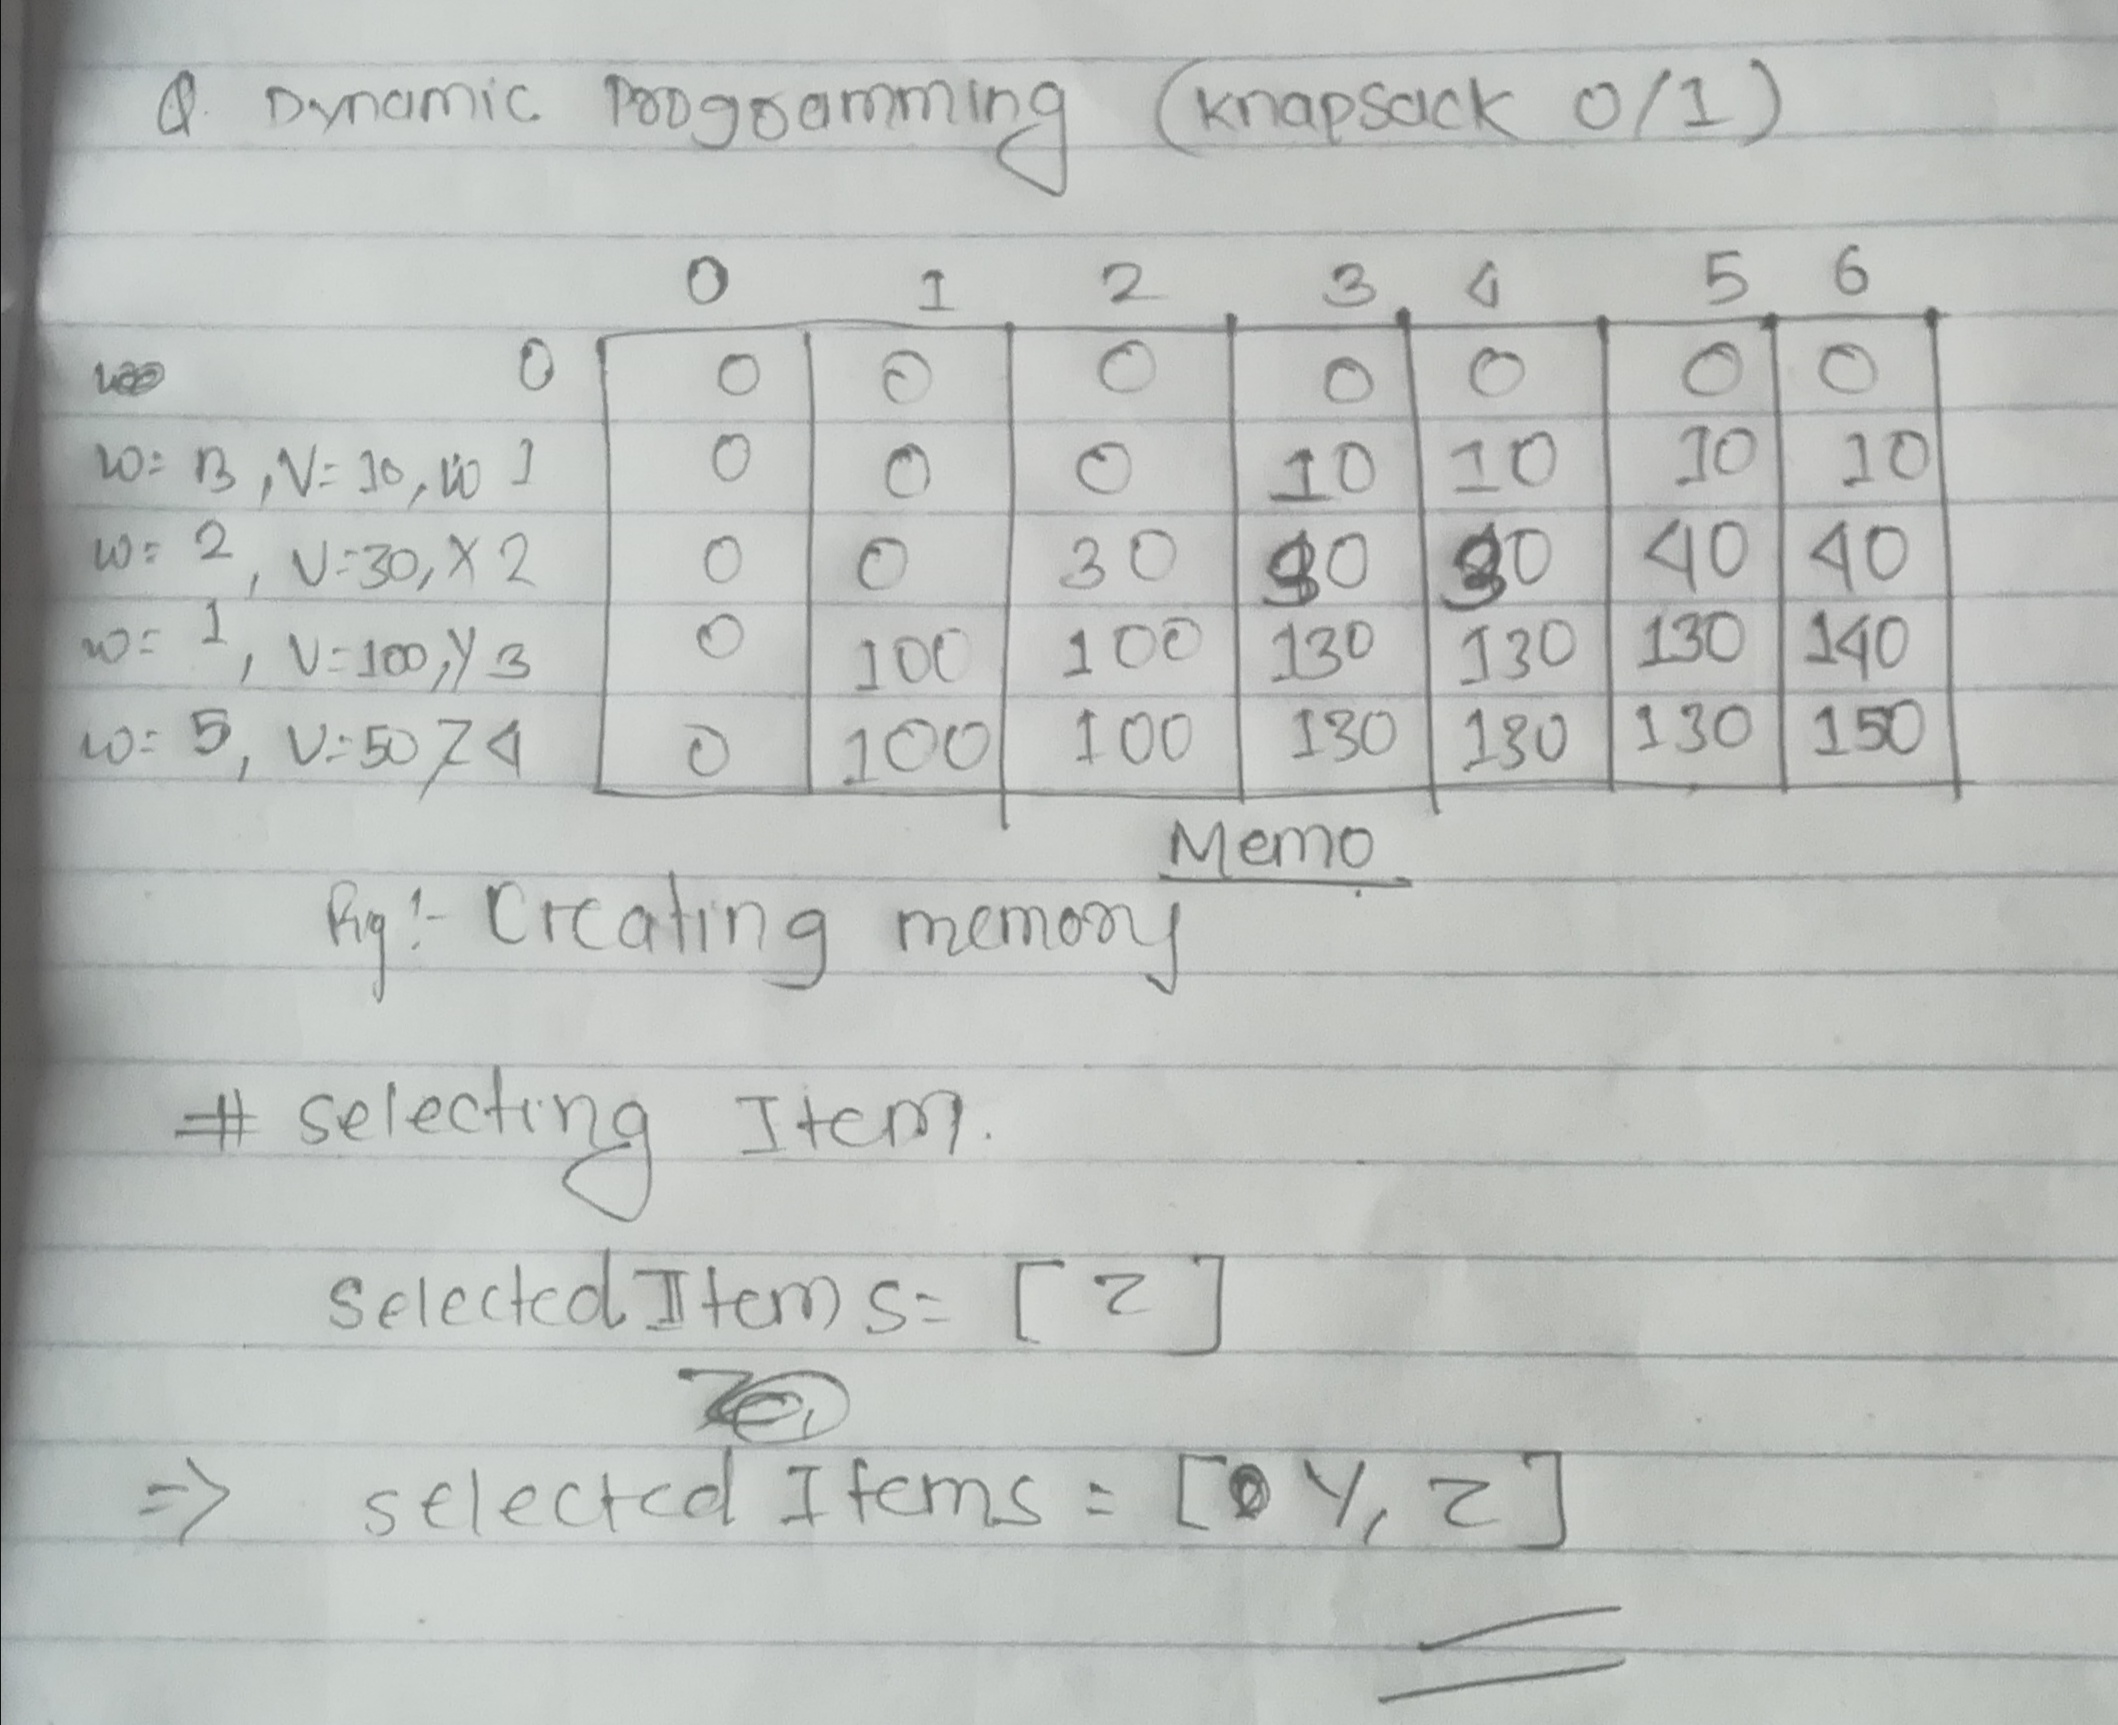 Q. Dynamic Programming (Knapsack 0/1)
0 1 2 3 4 5 6
0 0 0 0 0 0 0 0
w= 3, V= 10, W 1 0 0 0 10 10 10 10
w= 2, V=30, X 2 0 0 30 30 30 40 40
w= 1, V=100, Y 3 0 100 100 130 130 130 140
w= 5, V=50 Z 4 0 100 100 130 130 130 150
Memo
Fig:- Creating memory
# selecting Item.
Selected Items= [Z]
=> selected Items = [Y, Z]